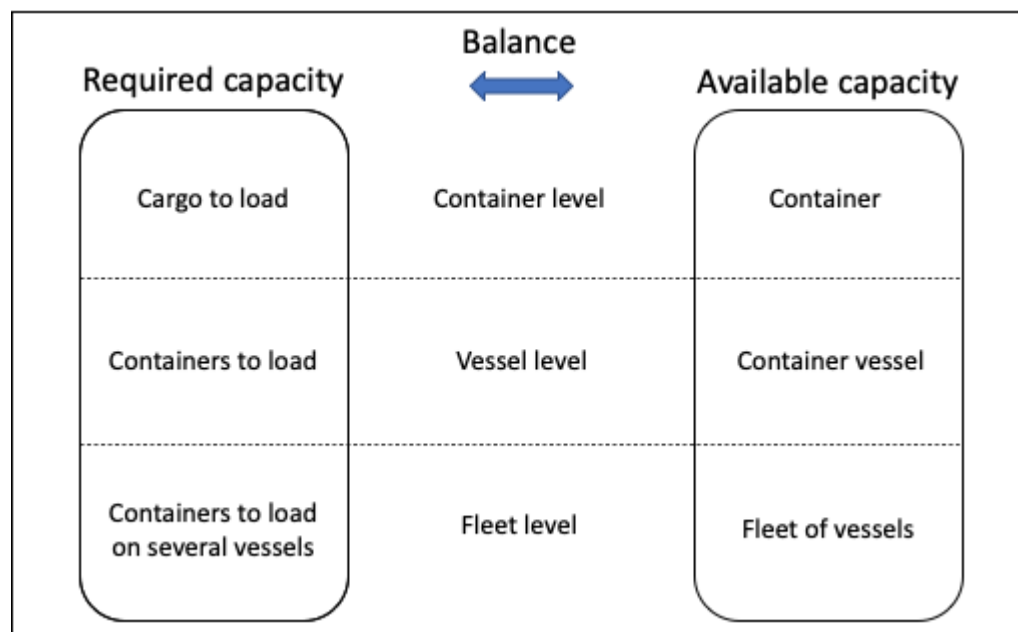 Balance
Required capacity
Available capacity
Cargo to load
Container level
Container
Containers to load
Vessel level
Container vessel
Containers to load
on several vessels
Fleet level
Fleet of vessels